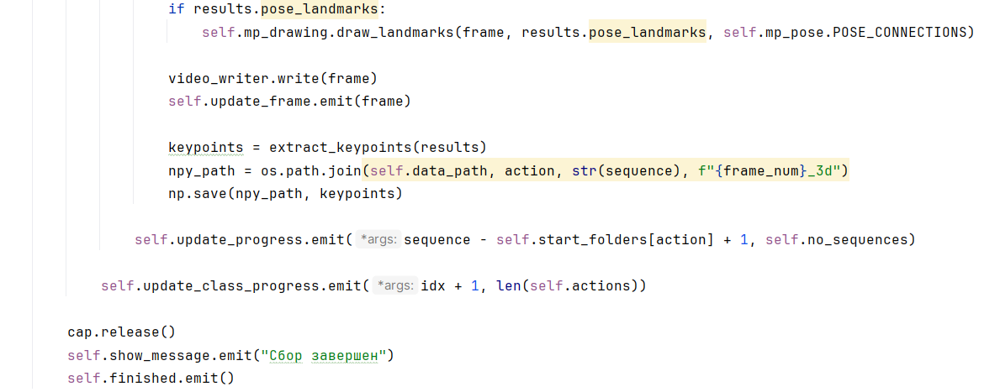 if results.pose_landmarks:
self.mp_drawing.draw_landmarks(frame, results.pose_landmarks, self.mp_pose.POSE_CONNECTIONS)
video_writer.write(frame)
self.update_frame.emit(frame)
keypoints = extract_keypoints(results)
npy_path = os.path.join(self.data_path, action, str(sequence), f"{frame_num}_3d")
np.save(npy_path, keypoints)
self.update_progress.emit( *args: sequence - self.start_folders[action] + 1, self.no_sequences)
self.update_class_progress.emit( *args: idx + 1, len(self.actions))
cap.release()
self.show_message.emit("Сбор завершен")
self.finished.emit()